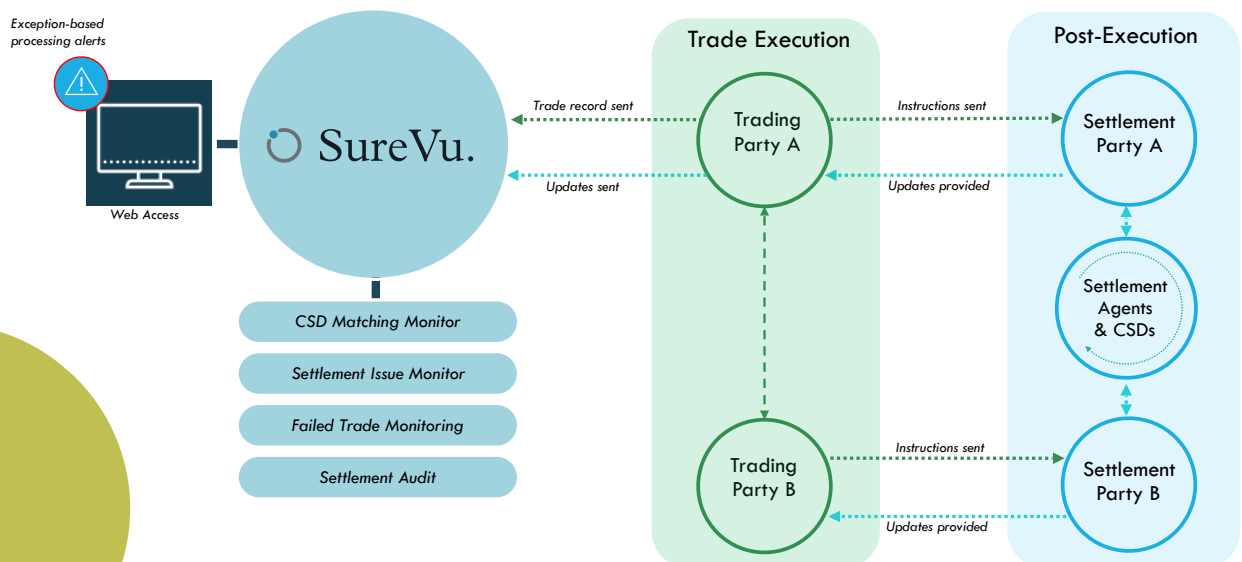 Exception-based
processing alerts
Web Access
SureVu.
CSD Matching Monitor
Settlement Issue Monitor
Failed Trade Monitoring
Settlement Audit
Trade record sent
Updates sent
Trade Execution
Trading
Party A
Trading
Party B
Instructions sent
Updates provided
Instructions sent
Updates provided
Post-Execution
Settlement
Party A
Settlement
Agents
& CSDs
Settlement
Party B